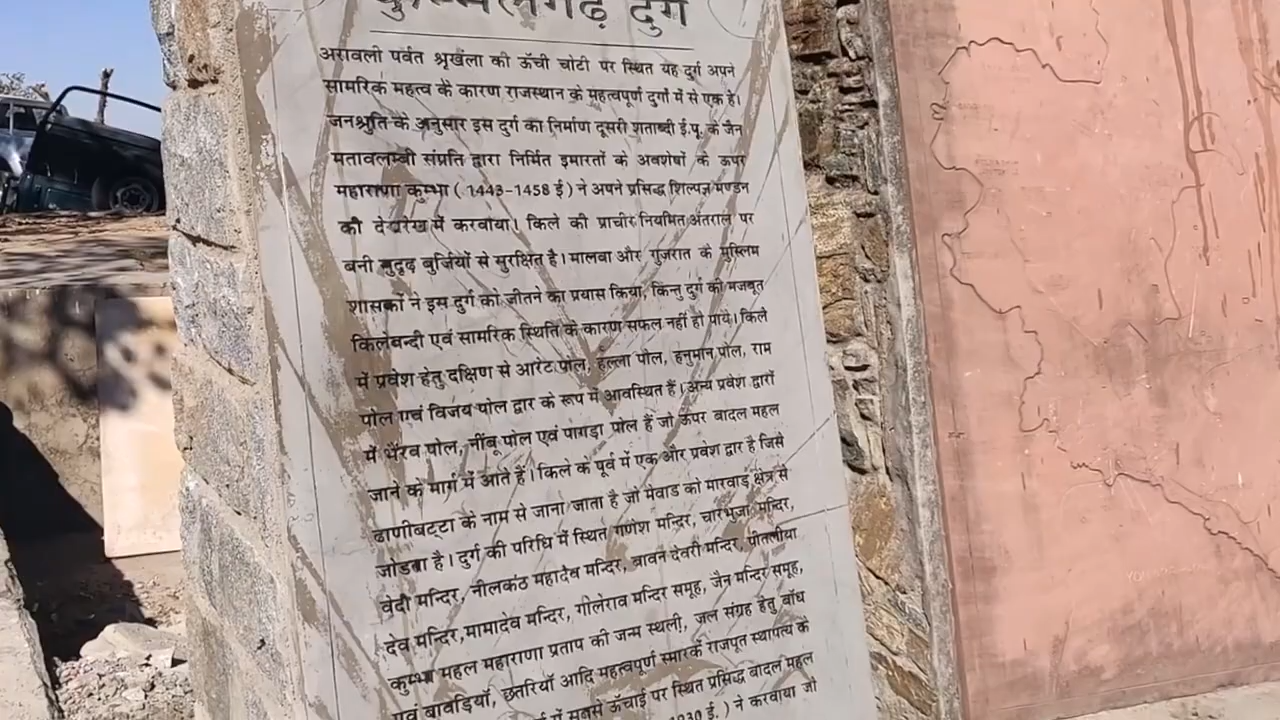 कुम्भलगढ़ दुर्ग
अरावली पर्वत श्रृखंला की ऊँची चोटी पर स्थित यह दुर्ग अपने
सामरिक महत्व के कारण राजस्थान के महत्वपूर्ण दुर्गों में से एक है।
जनश्रुति के अनुसार इस दुर्ग का निर्माण दूसरी शताब्दी ई.पू. के जैन
मतावलम्बी संप्रति द्वारा निर्मित इमारतों के अवशेषों के ऊपर
महाराणा कुम्भा ( 1443-1458 ई ) ने अपने प्रसिद्ध शिल्पज्ञ मण्डन
की देखरेख में करवाया। किले की प्राचीर नियमित अंतराल पर
बनी सुदृढ़ बुर्जियों से सुरक्षित है। मालवा और गुजरात के मुस्लिम
शासकों ने इस दुर्ग को जीतने का प्रयास किया, किन्तु दुर्ग की मजबूत
किलेबन्दी एवं सामरिक स्थिति के कारण सफल नहीं हो पाये। किले
में प्रवेश हेतु दक्षिण से आरेट पोल, हल्ला पोल, हनुमान पोल, राम
पोल एवं विजय पोल द्वार के रूप में आवस्थित हैं। अन्य प्रवेश द्वारों
में भैरव पोल, नींबू पोल एवं पागड़ा पोल हैं जो ऊपर बादल महल
जाने के मार्ग में आते हैं। किले के पूर्व में एक और प्रवेश द्वार है जिसे
ढाणीबट्टा के नाम से जाना जाता है जो मेवाड को मारवाड़ क्षेत्र से
जोडता है। दुर्ग की परिधि में स्थित गणेश मन्दिर, चारभुजा मन्दिर,
वेदी मन्दिर, नीलकंठ महादेव मन्दिर, बावन देवरी मन्दिर, पीतलीया
देव मन्दिर,मामादेव मन्दिर, गोलेराव मन्दिर समूह, जैन मन्दिर समूह,
कुम्भा महल महाराणा प्रताप की जन्म स्थली, जल संग्रह हेतु बाँध
एवं बावड़ियाँ, छतरियाँ आदि महत्वपूर्ण स्मारक राजपूत स्थापत्य के
में सबसे ऊँचाई पर स्थित प्रसिद्ध बादल महल
ई. ) ने करवाया जो